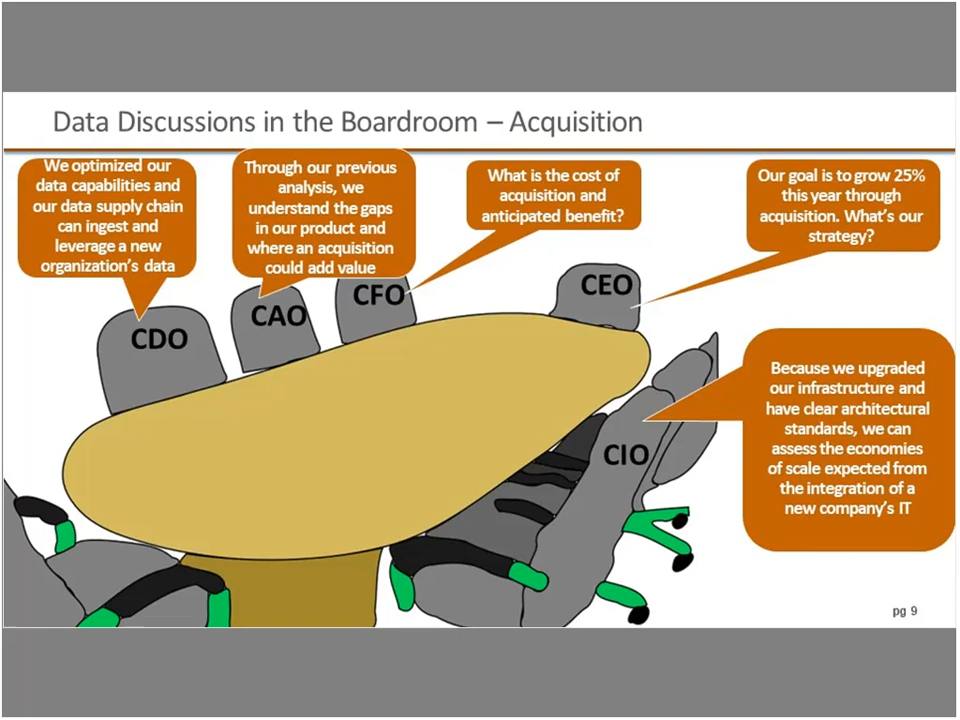 Data Discussions in the Boardroom – Acquisition
We optimized our
data capabilities and
our data supply chain
can ingest and
leverage a new
organization's data
Through our previous
analysis, we
understand the gaps
in our product and
where an acquisition
could add value
What is the cost of
acquisition and
anticipated benefit?
Our goal is to grow 25%
this year through
acquisition. What's our
strategy?
CDO
CAO
CFO
CEO
Because we upgraded
our infrastructure and
have clear architectural
standards, we can
assess the economies
of scale expected from
the integration of a
new company's IT
CIO
pg 9